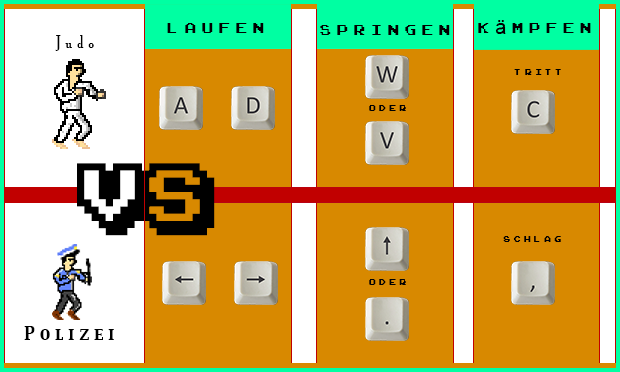 LAUFEN
SPRINGEN
KÄMPFEN
Judo
A
D
W
ODER
V
TRITT
C
VS
POLIZEI
←
→
↑
ODER
.
SCHLAG
,